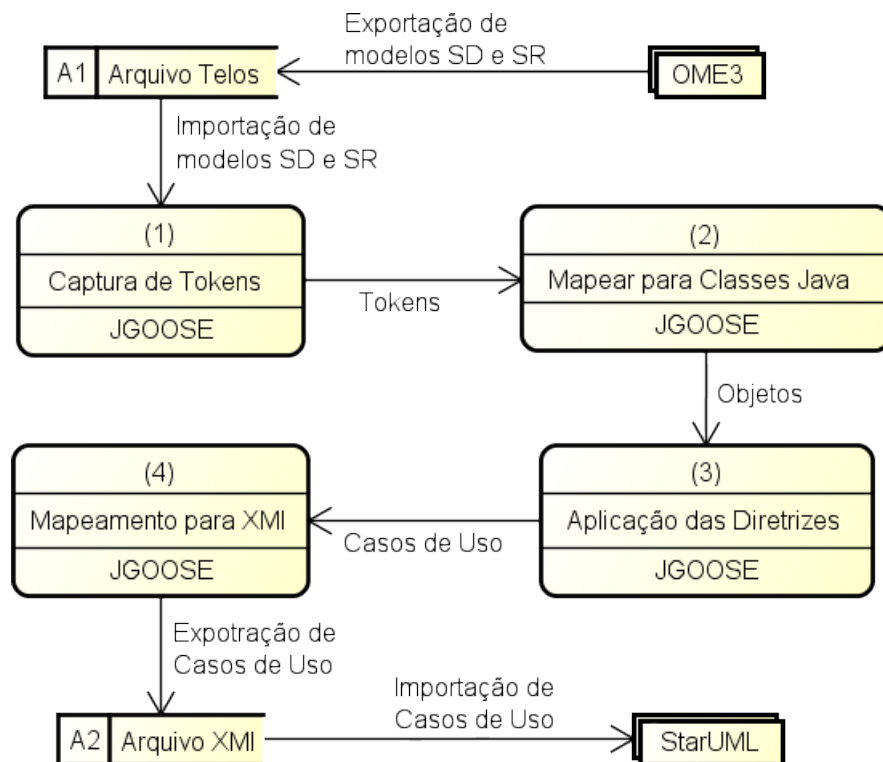 Exportação de
modelos SD e SR
A1
Arquivo Telos
OME3
Importação de
modelos SD e SR
(1)
Captura de Tokens
JGOOSE
Tokens
(2)
Mapear para Classes Java
JGOOSE
Objetos
(3)
Aplicação das Diretrizes
JGOOSE
Casos de Uso
(4)
Mapeamento para XMI
JGOOSE
Expotração de
Casos de Uso
A2
Arquivo XMI
Importação de
Casos de Uso
StarUML